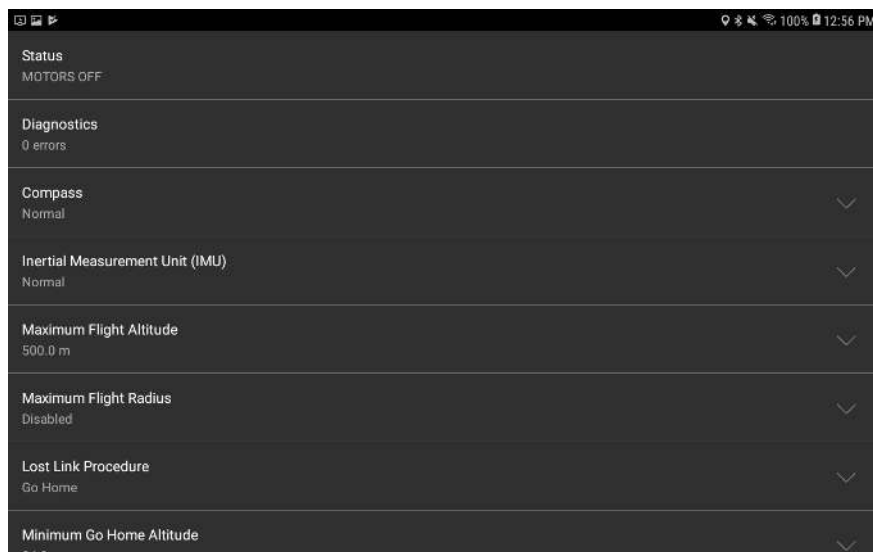 100% 12:56 PM
Status
MOTORS OFF
Diagnostics
0 errors
Compass
Normal
Inertial Measurement Unit (IMU)
Normal
Maximum Flight Altitude
500.0 m
Maximum Flight Radius
Disabled
Lost Link Procedure
Go Home
Minimum Go Home Altitude